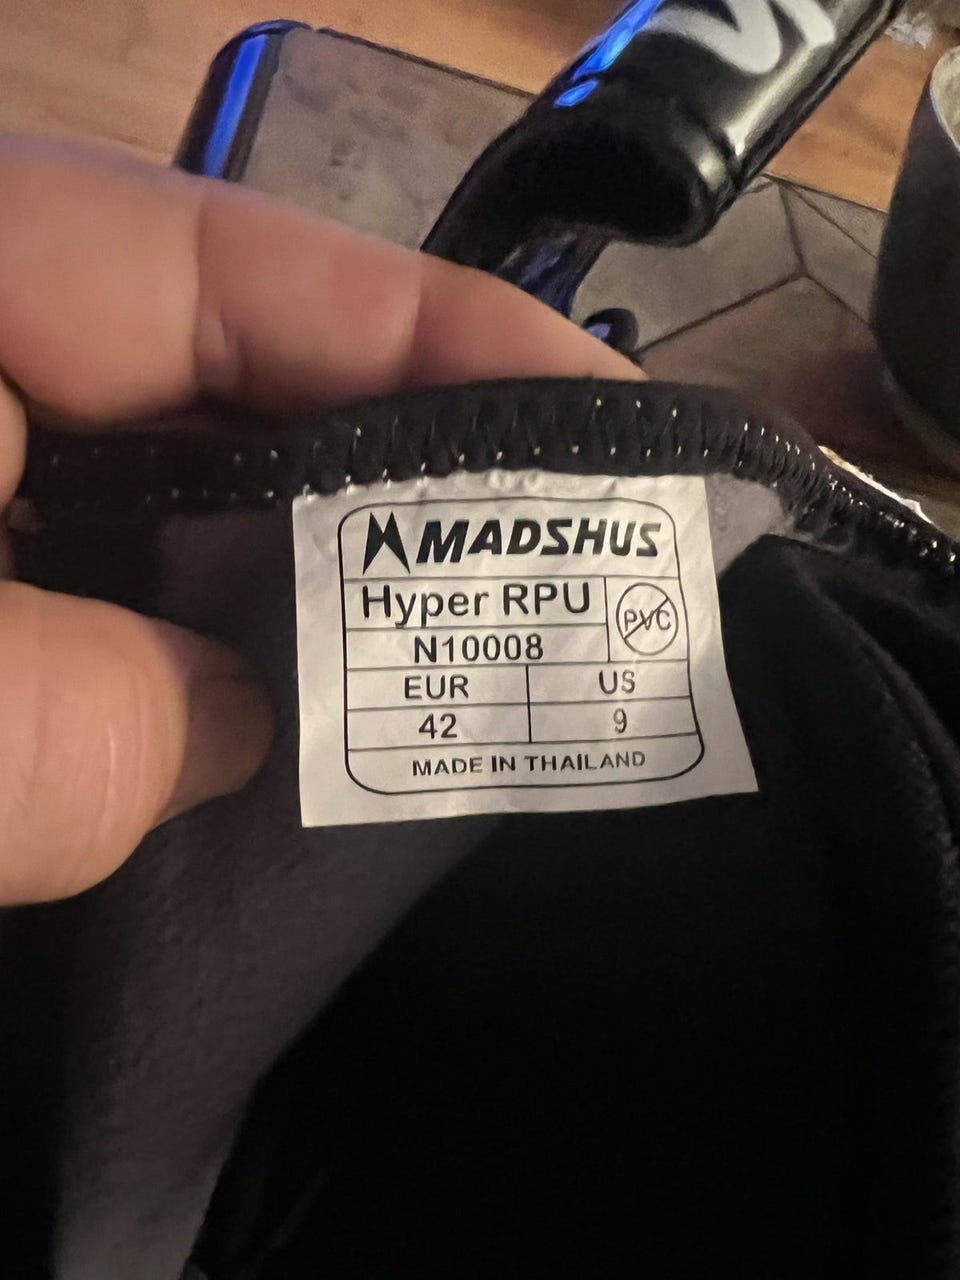 MADSHUS
Hyper RPU
PVC
N10008
EUR US
42 9
MADE IN THAILAND